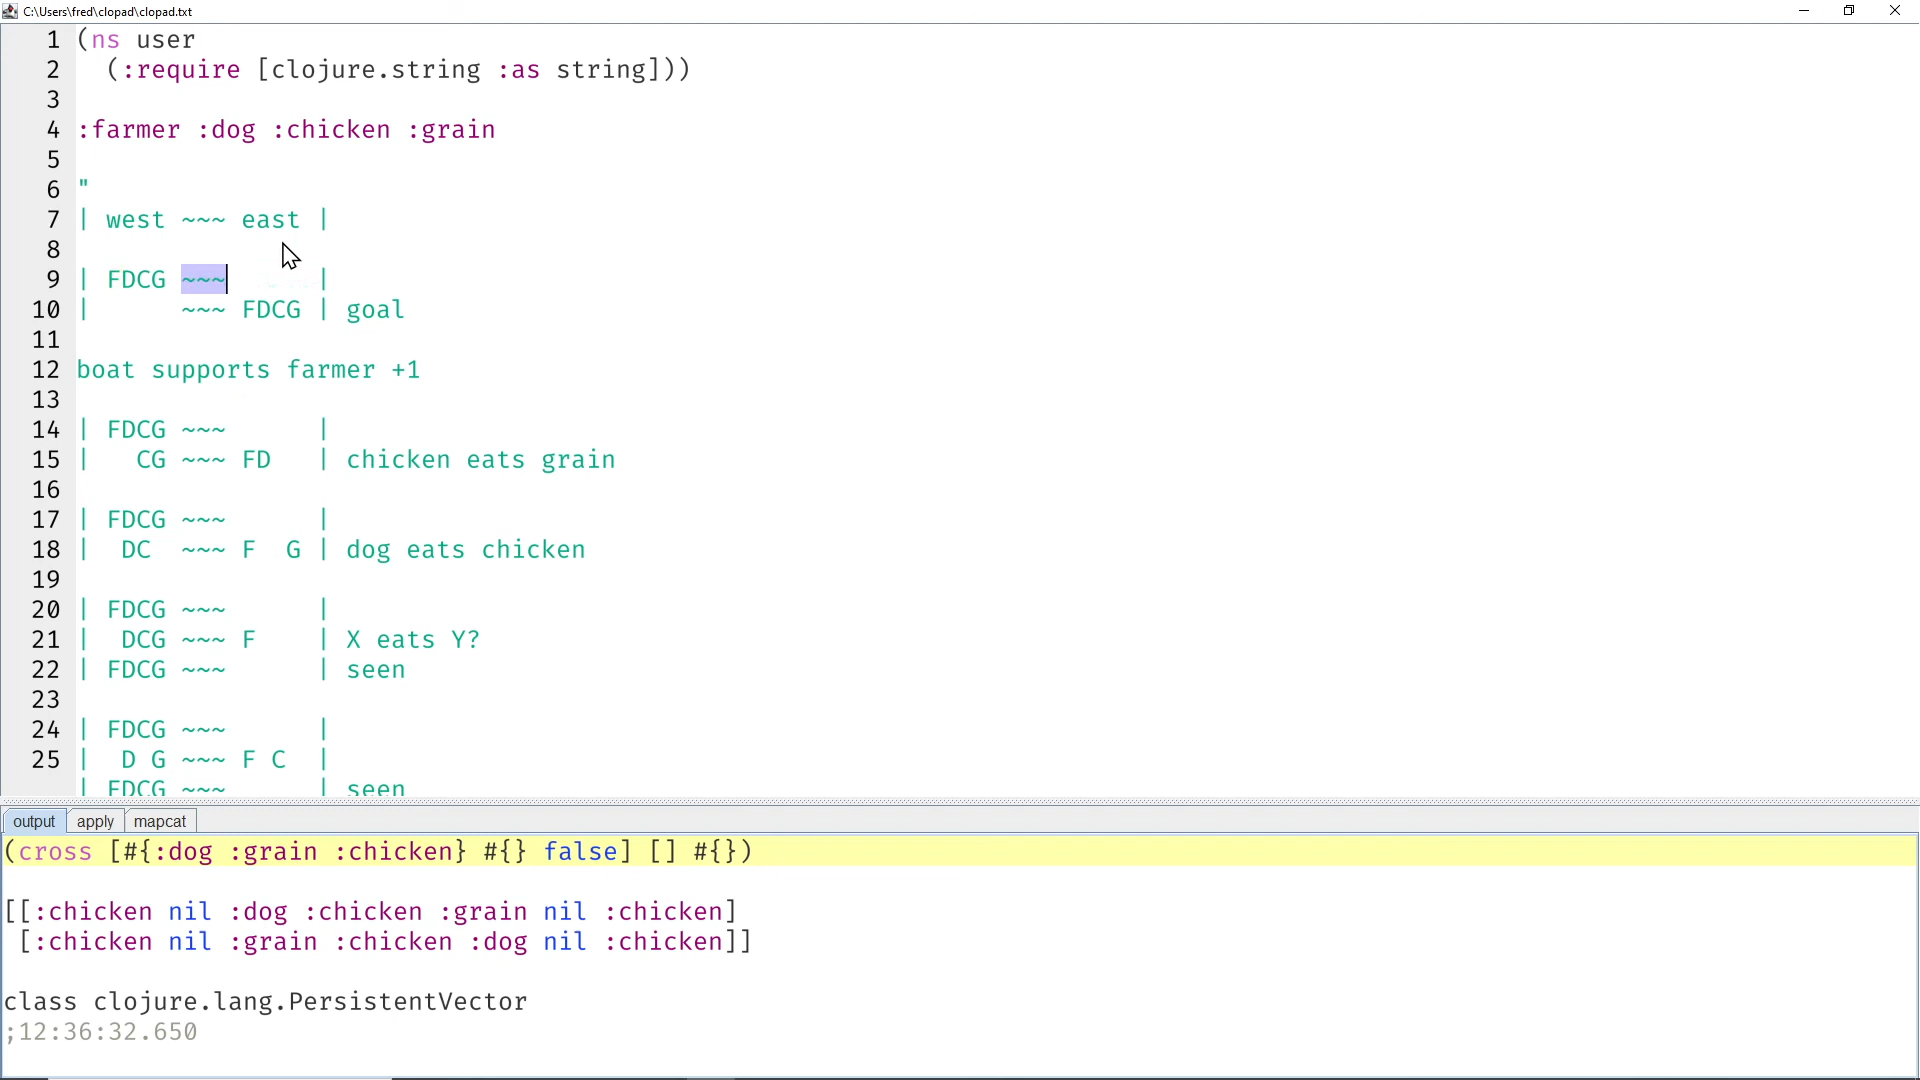 C:\Users\fred\clopad\clopad.txt
1 (ns user
2   (:require [clojure.string :as string]))
3
4 :farmer :dog :chicken :grain
5
6 "
7 | west ~~~ east |
8
9 | FDCG ~~~      |
10 |      ~~~ FDCG | goal
11
12 boat supports farmer +1
13
14 | FDCG ~~~      |
15 |   CG ~~~ FD   | chicken eats grain
16
17 | FDCG ~~~      |
18 |  DC  ~~~ F  G | dog eats chicken
19
20 | FDCG ~~~      |
21 |  DCG ~~~ F    | X eats Y?
22 | FDCG ~~~      | seen
23
24 | FDCG ~~~      |
25 |  D G ~~~ F C  |
| FDCG ~~~      | seen
output apply mapcat
(cross [#{:dog :grain :chicken} #{} false] [] #{})
[[:chicken nil :dog :chicken :grain nil :chicken]
 [:chicken nil :grain :chicken :dog nil :chicken]]
class clojure.lang.PersistentVector
;12:36:32.650